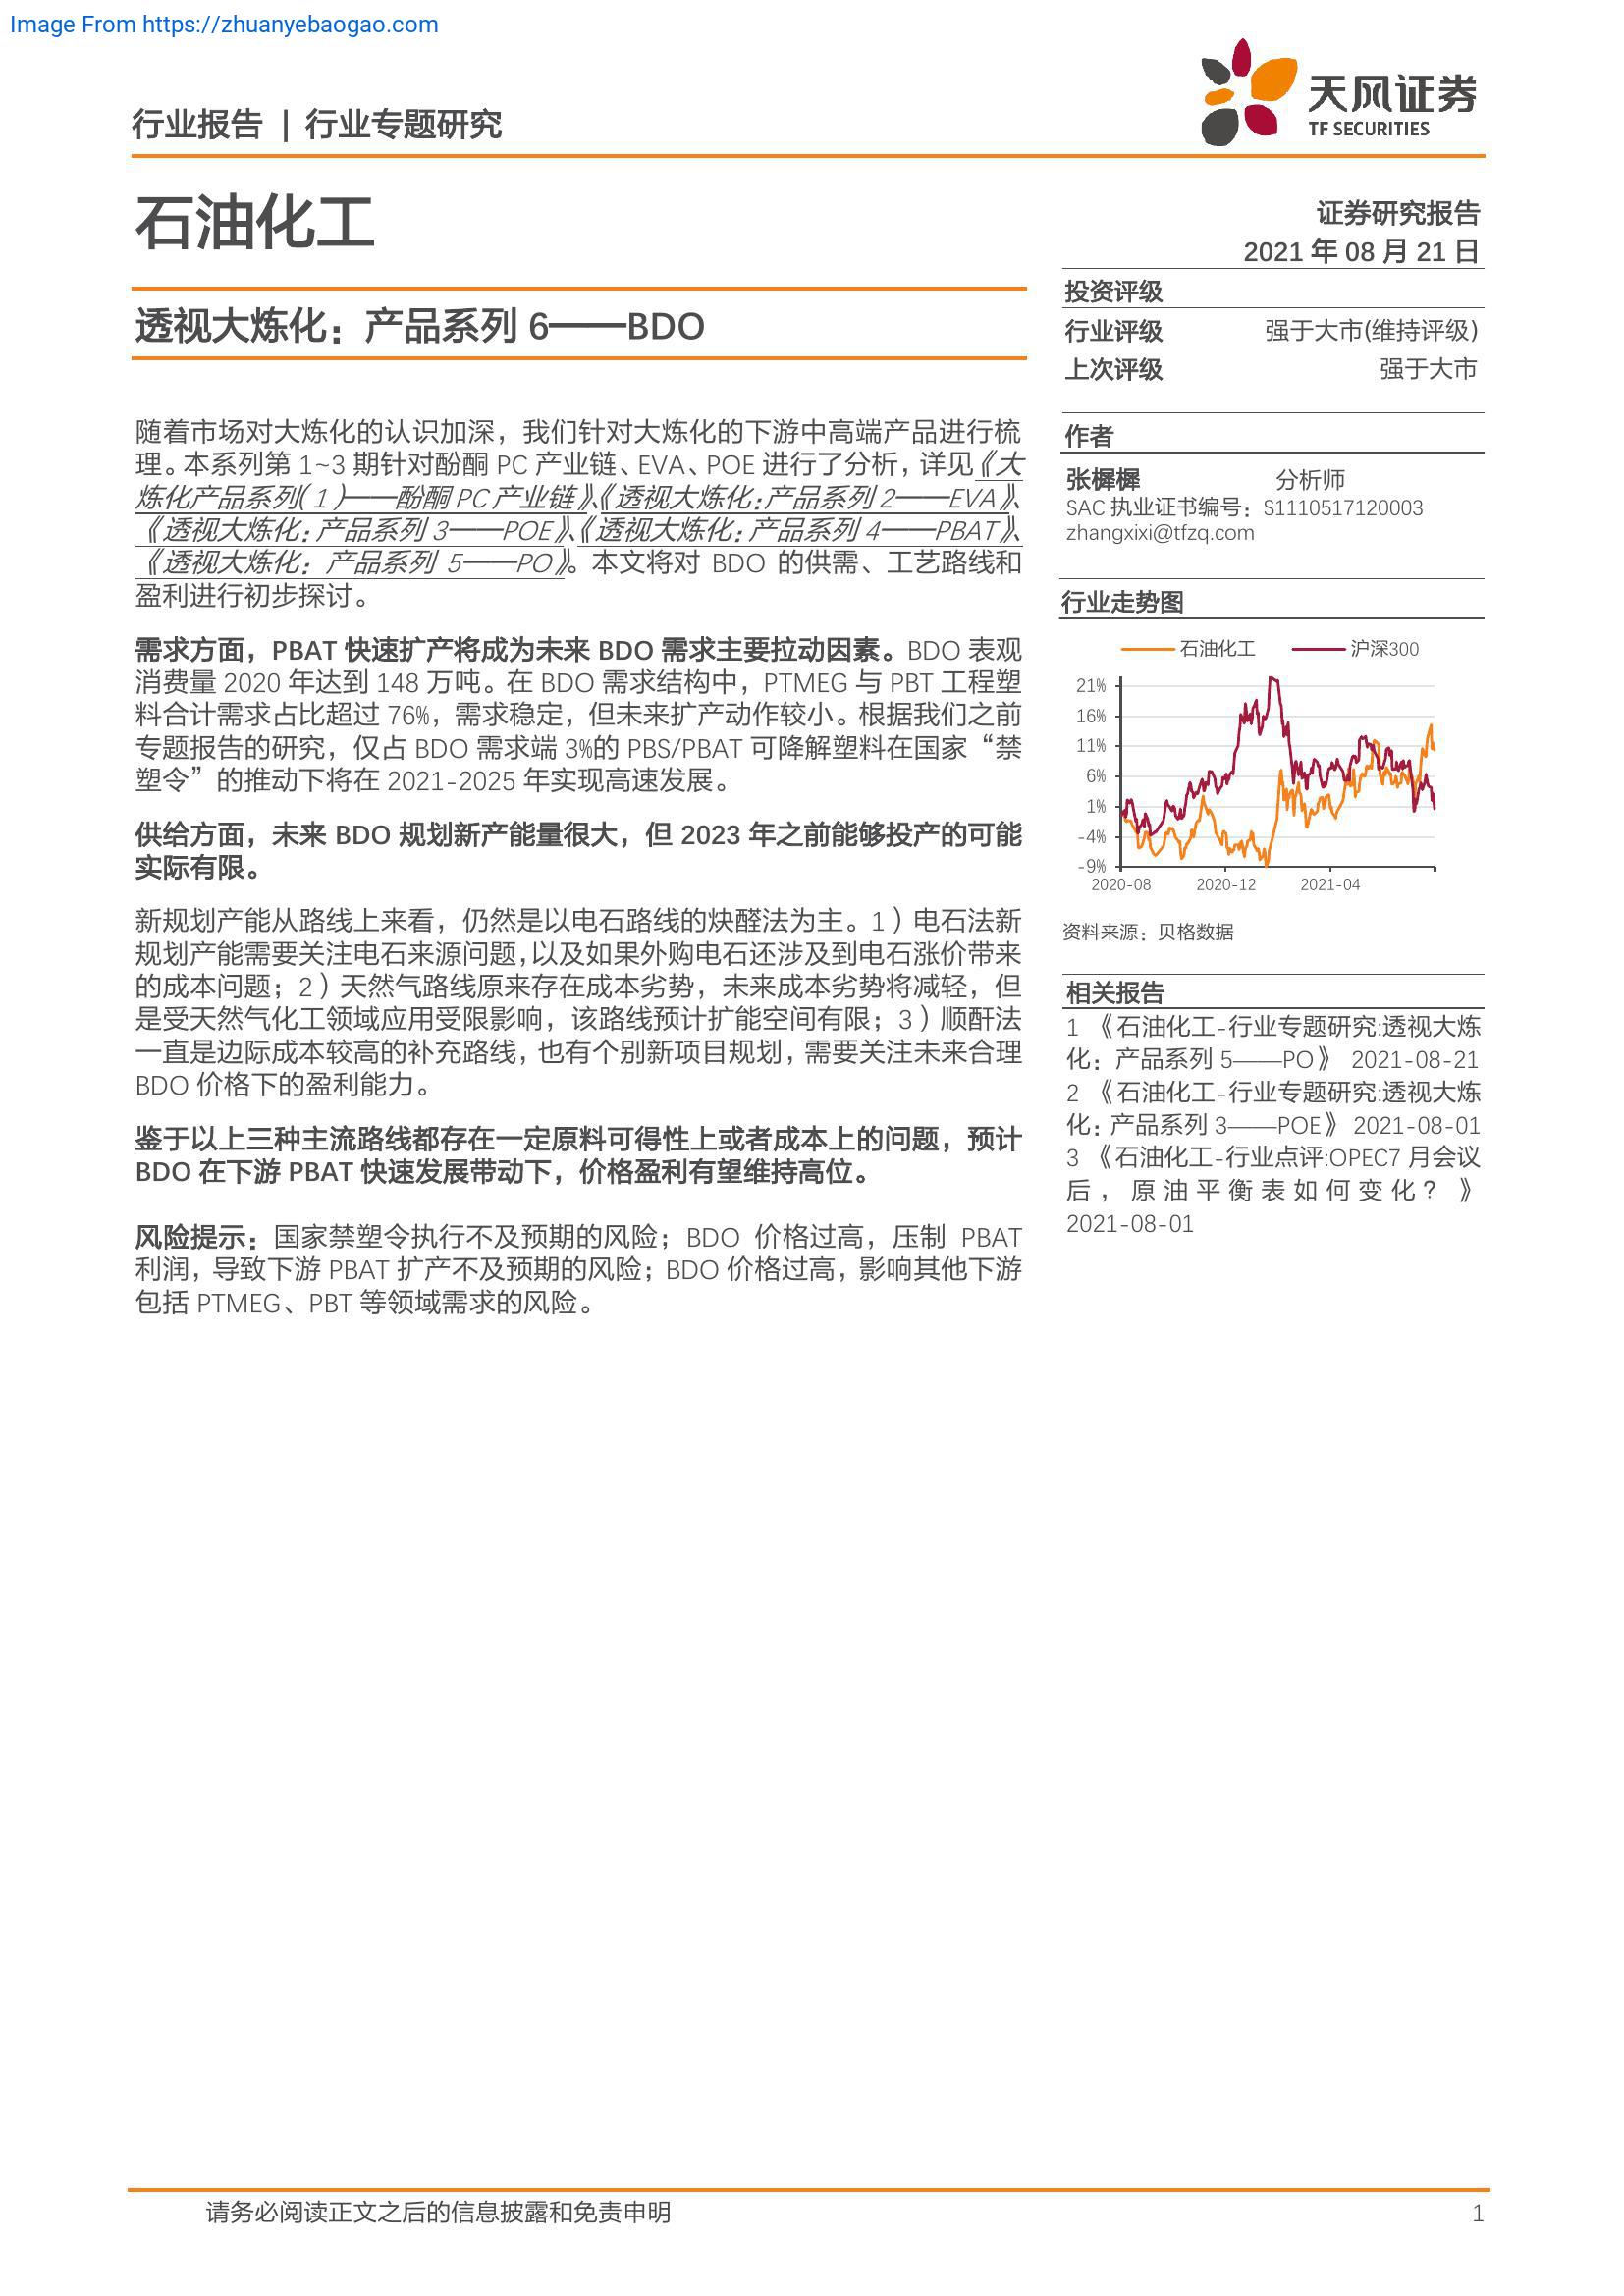 Image From https://zhuanyebaogao.com
行业报告 | 行业专题研究
天风证券
TF SECURITIES
石油化工
证券研究报告
2021 年 08 月 21 日
透视大炼化：产品系列 6——BDO
投资评级
行业评级 强于大市(维持评级)
上次评级 强于大市
随着市场对大炼化的认识加深，我们针对大炼化的下游中高端产品进行梳
理。本系列第 1~3 期针对酚酮 PC 产业链、EVA、POE 进行了分析，详见《大
炼化产品系列（1）——酚酮 PC 产业链》、《透视大炼化：产品系列 2——EVA》、
《透视大炼化：产品系列 3——POE》、《透视大炼化：产品系列 4——PBAT》、
《透视大炼化：产品系列 5——PO》。本文将对 BDO 的供需、工艺路线和
盈利进行初步探讨。
需求方面，PBAT 快速扩产将成为未来 BDO 需求主要拉动因素。BDO 表观
消费量 2020 年达到 148 万吨。在 BDO 需求结构中，PTMEG 与 PBT 工程塑
料合计需求占比超过 76%，需求稳定，但未来扩产动作较小。根据我们之前
专题报告的研究，仅占 BDO 需求端 3%的 PBS/PBAT 可降解塑料在国家“禁
塑令”的推动下将在 2021-2025 年实现高速发展。
供给方面，未来 BDO 规划新产能量很大，但 2023 年之前能够投产的可能
实际有限。
新规划产能从路线上来看，仍然是以电石路线的炔醛法为主。1）电石法新
规划产能需要关注电石来源问题，以及如果外购电石还涉及到电石涨价带来
的成本问题；2）天然气路线原来存在成本劣势，未来成本劣势将减轻，但
是受天然气化工领域应用受限影响，该路线预计扩能空间有限；3）顺酐法
一直是边际成本较高的补充路线，也有个别新项目规划，需要关注未来合理
BDO 价格下的盈利能力。
鉴于以上三种主流路线都存在一定原料可得性上或者成本上的问题，预计
BDO 在下游 PBAT 快速发展带动下，价格盈利有望维持高位。
风险提示：国家禁塑令执行不及预期的风险；BDO 价格过高，压制 PBAT
利润，导致下游 PBAT 扩产不及预期的风险；BDO 价格过高，影响其他下游
包括 PTMEG、PBT 等领域需求的风险。
作者
张樨樨 分析师
SAC 执业证书编号：S1110517120003
zhangxixi@tfzq.com
行业走势图
石油化工 沪深300
21%
16%
11%
6%
1%
-4%
-9%
2020-08 2020-12 2021-04
资料来源：贝格数据
相关报告
1 《石油化工-行业专题研究:透视大炼
化：产品系列 5——PO》 2021-08-21
2 《石油化工-行业专题研究:透视大炼
化：产品系列 3——POE》 2021-08-01
3 《石油化工-行业点评:OPEC7 月会议
后，原油平衡表如何变化？》
2021-08-01
请务必阅读正文之后的信息披露和免责申明 1